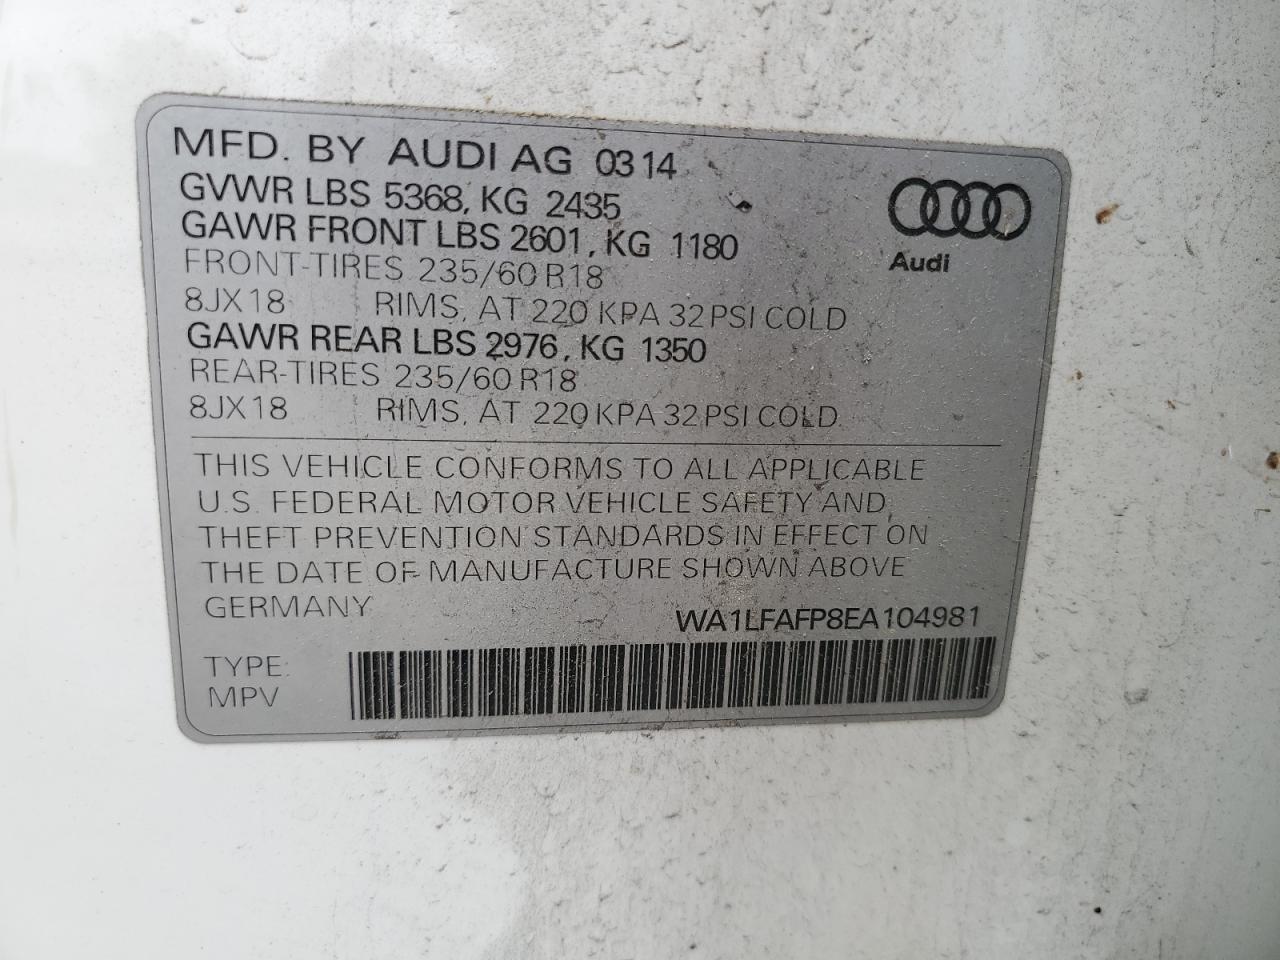 MFD. BY AUDI AG 03 14
GVWR LBS 5368, KG 2435
GAWR FRONT LBS 2601, KG 1180
FRONT-TIRES 235/60 R18
8JX18 RIMS, AT 220 KPA 32 PSI COLD
GAWR REAR LBS 2976, KG 1350
REAR-TIRES 235/60 R18
8JX18 RIMS, AT 220 KPA 32 PSI COLD
Audi
THIS VEHICLE CONFORMS TO ALL APPLICABLE
U.S. FEDERAL MOTOR VEHICLE SAFETY AND
THEFT PREVENTION STANDARDS IN EFFECT ON
THE DATE OF MANUFACTURE SHOWN ABOVE
GERMANY WA1LFAFP8EA104981
TYPE:
MPV